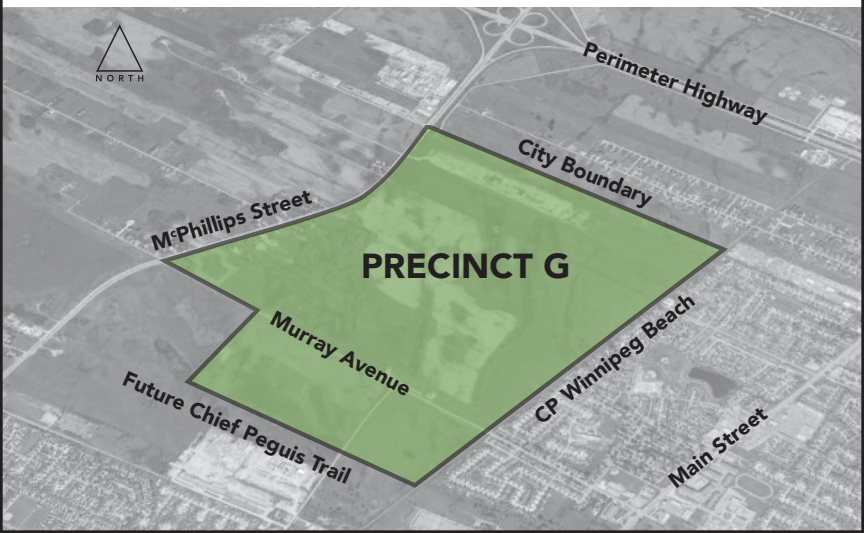 NORTH
Perimeter Highway
City Boundary
McPhillips Street
PRECINCT G
Murray Avenue
CP Winnipeg Beach
Future Chief Peguis Trail
Main Street